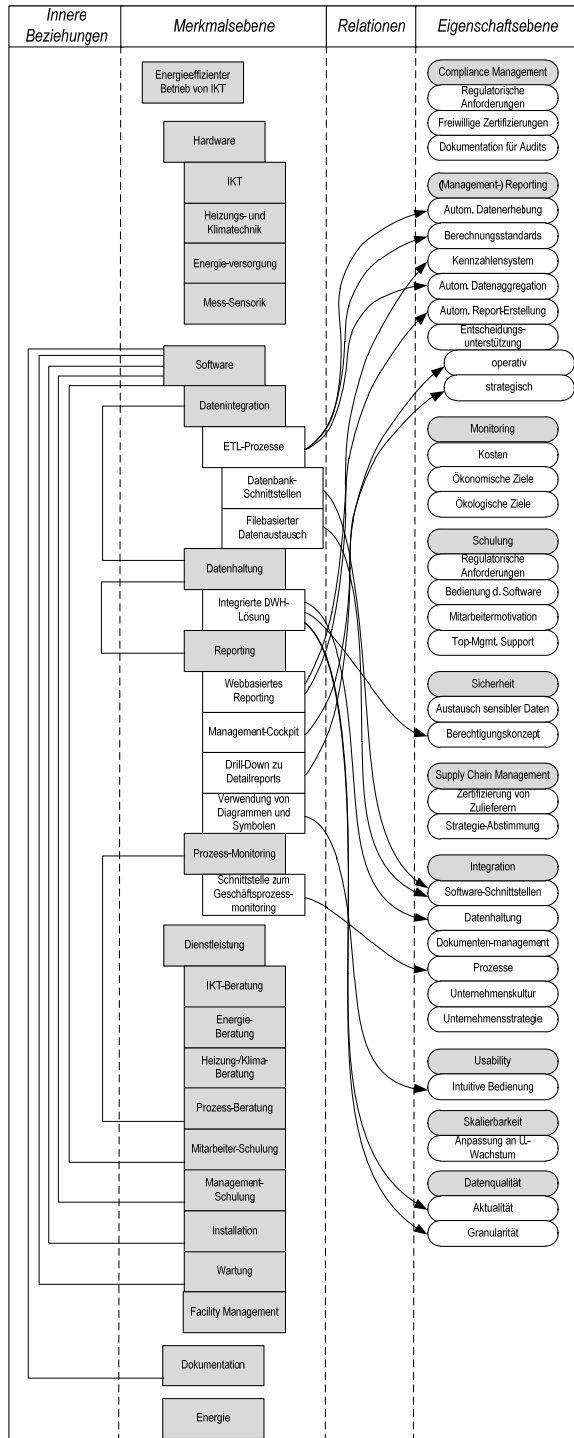 Innere
Beziehungen
Merkmalsebene
Relationen
Eigenschaftsebene
Energieeffizienter
Betrieb von IKT
Hardware
IKT
Heizungs- und
Klimatechnik
Energie-versorgung
Mess-Sensorik
Software
Datenintegration
ETL-Prozesse
Datenbank-
Schnittstellen
Filebasierter
Datenaustausch
Datenhaltung
Integrierte DWH-
Lösung
Reporting
Webbasiertes
Reporting
Management-Cockpit
Drill-Down zu
Detailreports
Verwendung von
Diagrammen und
Symbolen
Prozess-Monitoring
Schnittstelle zum
Geschäftsprozess-
monitoring
Dienstleistung
IKT-Beratung
Energie-
Beratung
Heizung-/Klima-
Beratung
Prozess-Beratung
Mitarbeiter-Schulung
Management-
Schulung
Installation
Wartung
Facility Management
Dokumentation
Energie
Compliance Management
Regulatorische
Anforderungen
Freiwillige Zertifizierungen
Dokumentation für Audits
(Management-) Reporting
Autom. Datenerhebung
Berechnungsstandards
Kennzahlensystem
Autom. Datenaggregation
Autom. Report-Erstellung
Entscheidungs-
unterstützung
operativ
strategisch
Monitoring
Kosten
Ökonomische Ziele
Ökologische Ziele
Schulung
Regulatorische
Anforderungen
Bedienung d. Software
Mitarbeitermotivation
Top-Mgmt. Support
Sicherheit
Austausch sensibler Daten
Berechtigungskonzept
Supply Chain Management
Zertifizierung von
Zulieferern
Strategie-Abstimmung
Integration
Software-Schnittstellen
Datenhaltung
Dokumenten-management
Prozesse
Unternehmenskultur
Unternehmensstrategie
Usability
Intuitive Bedienung
Skalierbarkeit
Anpassung an U.-
Wachstum
Datenqualität
Aktualität
Granularität